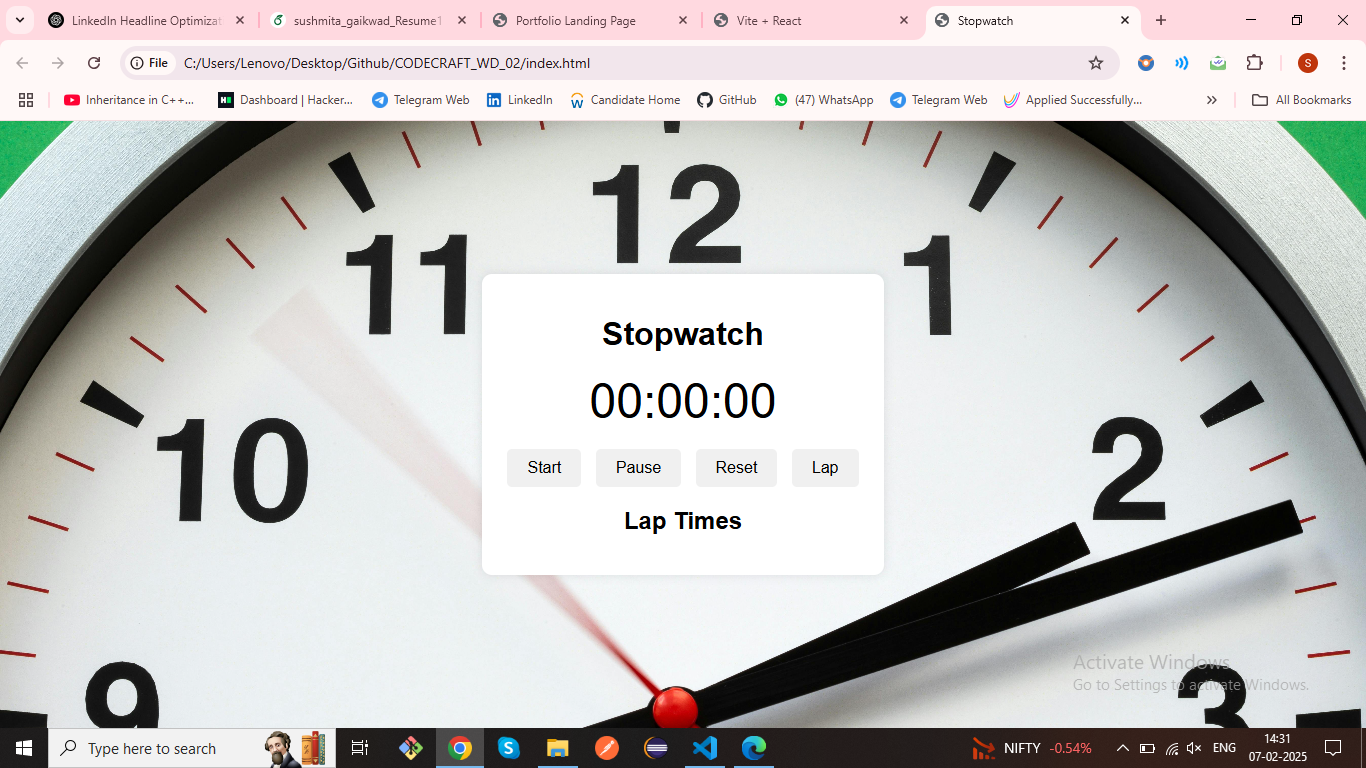 LinkedIn Headline Optimizat
sushmita_gaikwad_Resume1
Portfolio Landing Page
Vite + React
Stopwatch
File
C:/Users/Lenovo/Desktop/Github/CODECRAFT_WD_02/index.html
S
Inheritance in C++...
Dashboard | Hacker...
Telegram Web
LinkedIn
Candidate Home
GitHub
(47) WhatsApp
Telegram Web
Applied Successfully...
»
All Bookmarks
12
11
1
10
2
9
3
Stopwatch
00:00:00
Start
Pause
Reset
Lap
Lap Times
Activate Windows
Go to Settings to activate Windows.
Type here to search
NIFTY
-0.54%
ENG
14:31
07-02-2025